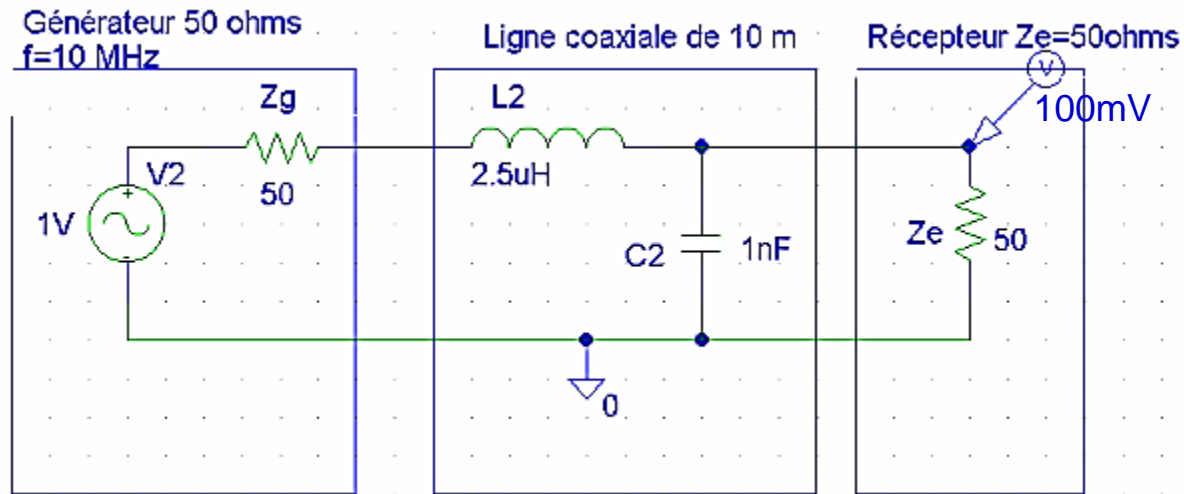 Générateur 50 ohms
f=10 MHz
Ligne coaxiale de 10 m
Récepteur Ze=50ohms
V
100mV
Zg
50
L2
2.5uH
V2
1V
+
-
C2
1nF
Ze
50
0